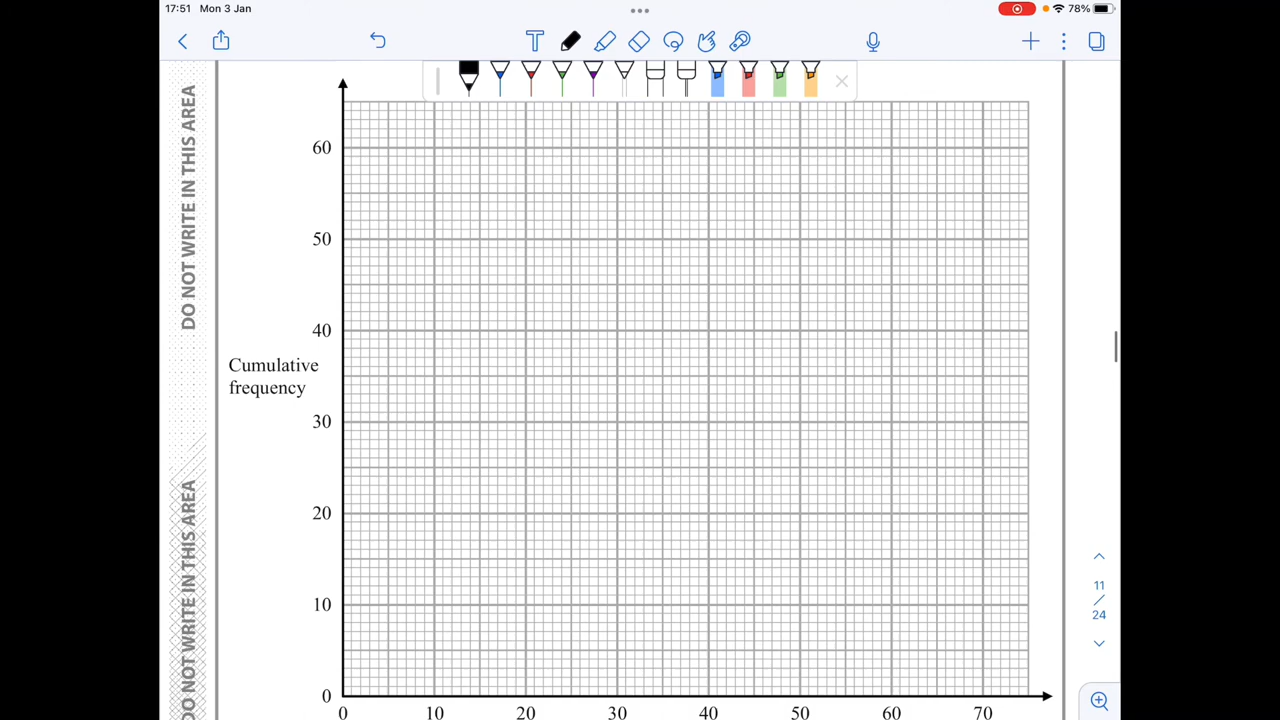 17:51 Mon 3 Jan
78%
T
DO NOT WRITE IN THIS AREA
DO NOT WRITE IN THIS AREA
60
50
40
Cumulative
frequency
30
20
10
0
0 10 20 30 40 50 60 70
11
/
24